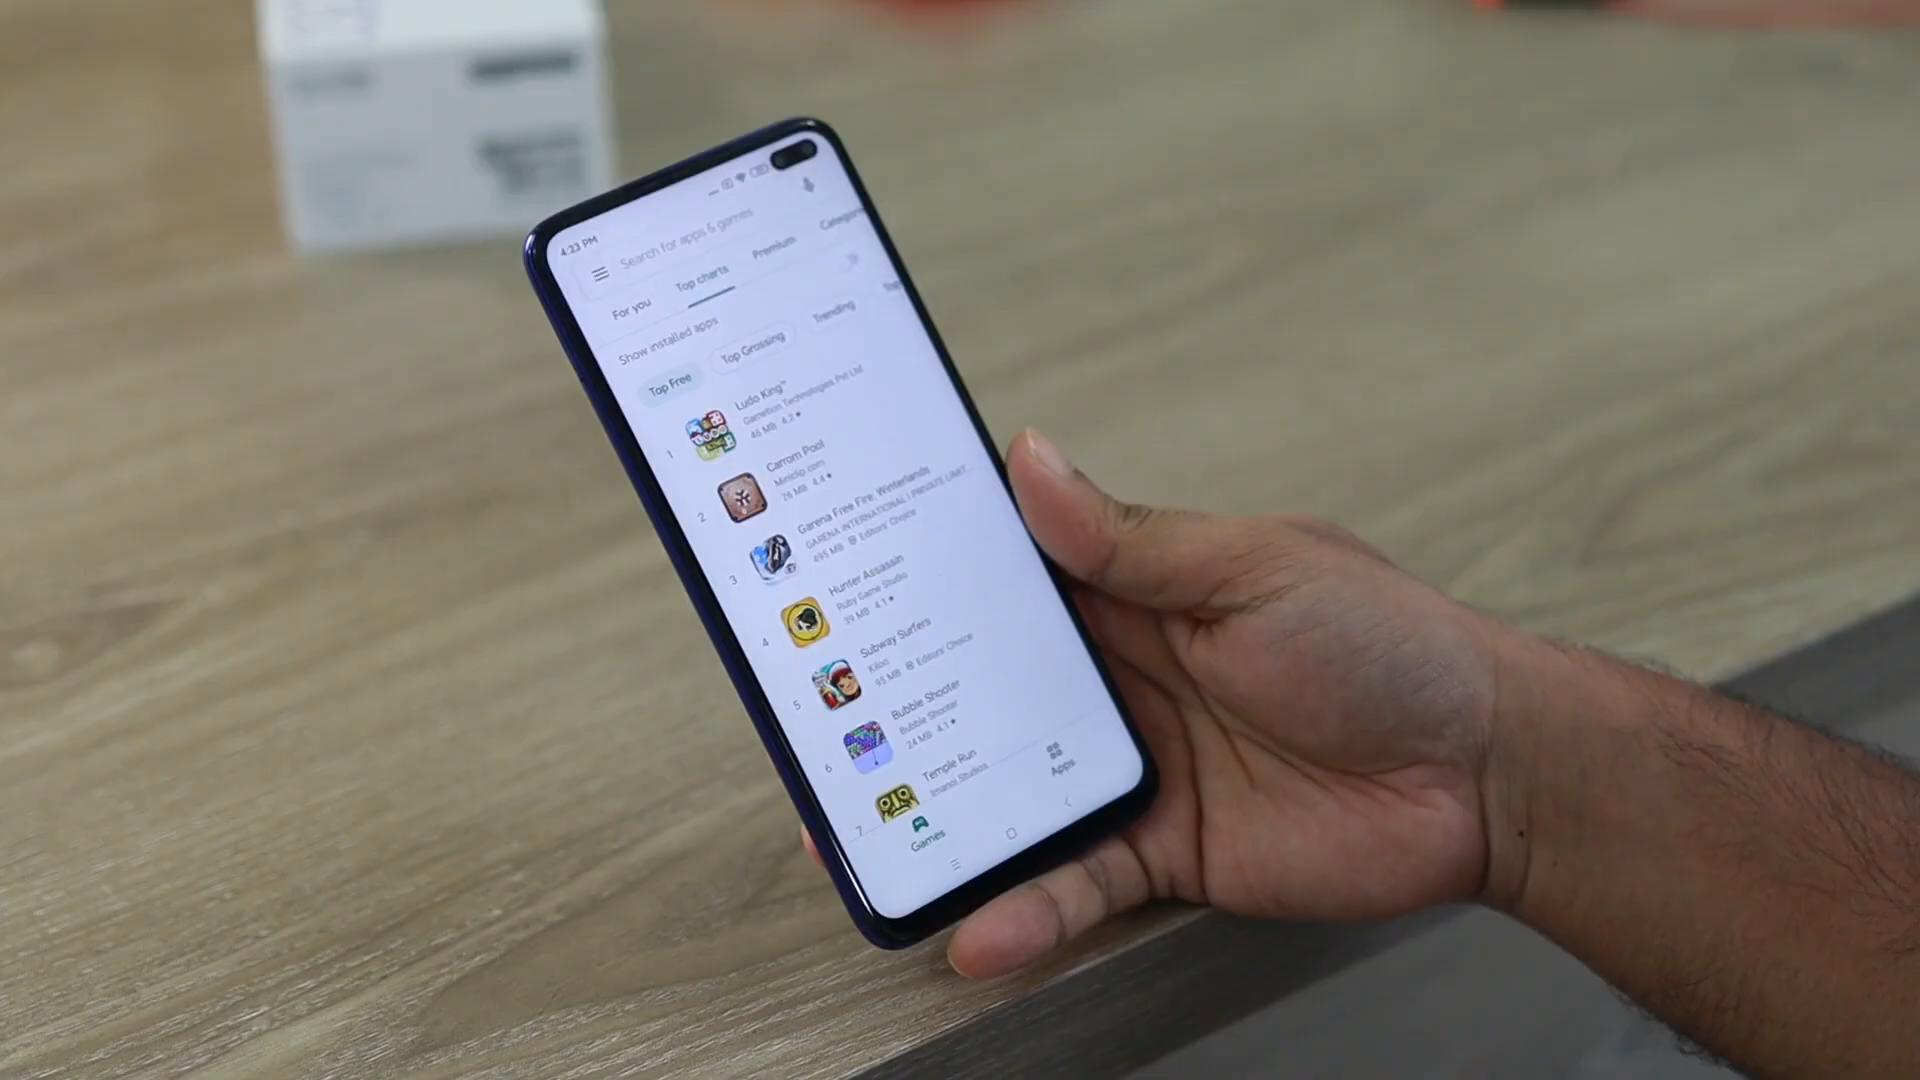 4:23 PM
Search for apps & games
For you
Top charts
Premium
Categori
Show installed apps
Top Free
Top Grossing
Trending
Top
1
Ludo King™
Gametion Technologies Pvt Ltd
46 MB 4.2★
2
Carrom Pool
Miniclip.com
26 MB 4.4★
3
Garena Free Fire: Winterlands
GARENA INTERNATIONAL I PRIVATE LIMIT...
495 MB Editors' Choice
4
Hunter Assassin
Ruby Game Studio
39 MB 4.1★
5
Subway Surfers
Kiloo
95 MB Editors' Choice
6
Bubble Shooter
Bubble Shooter
24 MB 4.1★
7
Temple Run
Imangi Studios
Games
Apps